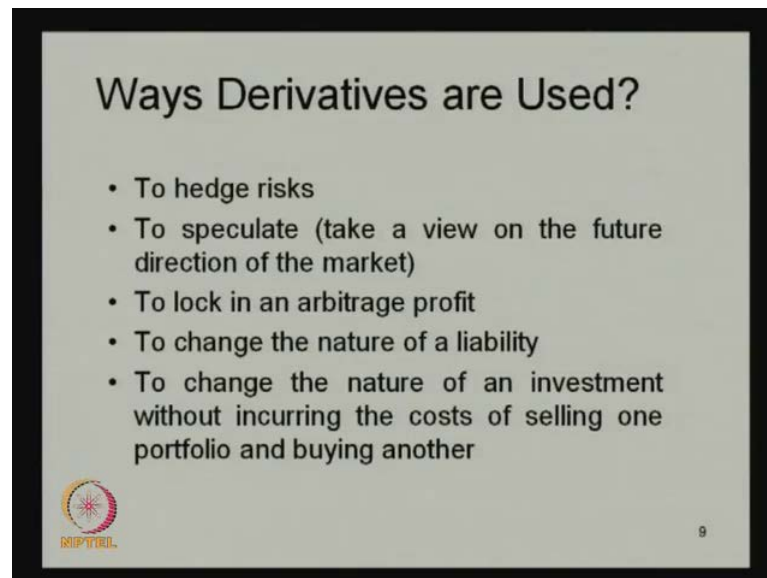 Ways Derivatives are Used?
• To hedge risks
• To speculate (take a view on the future
direction of the market)
• To lock in an arbitrage profit
• To change the nature of a liability
• To change the nature of an investment
without incurring the costs of selling one
portfolio and buying another
NPTEL
9